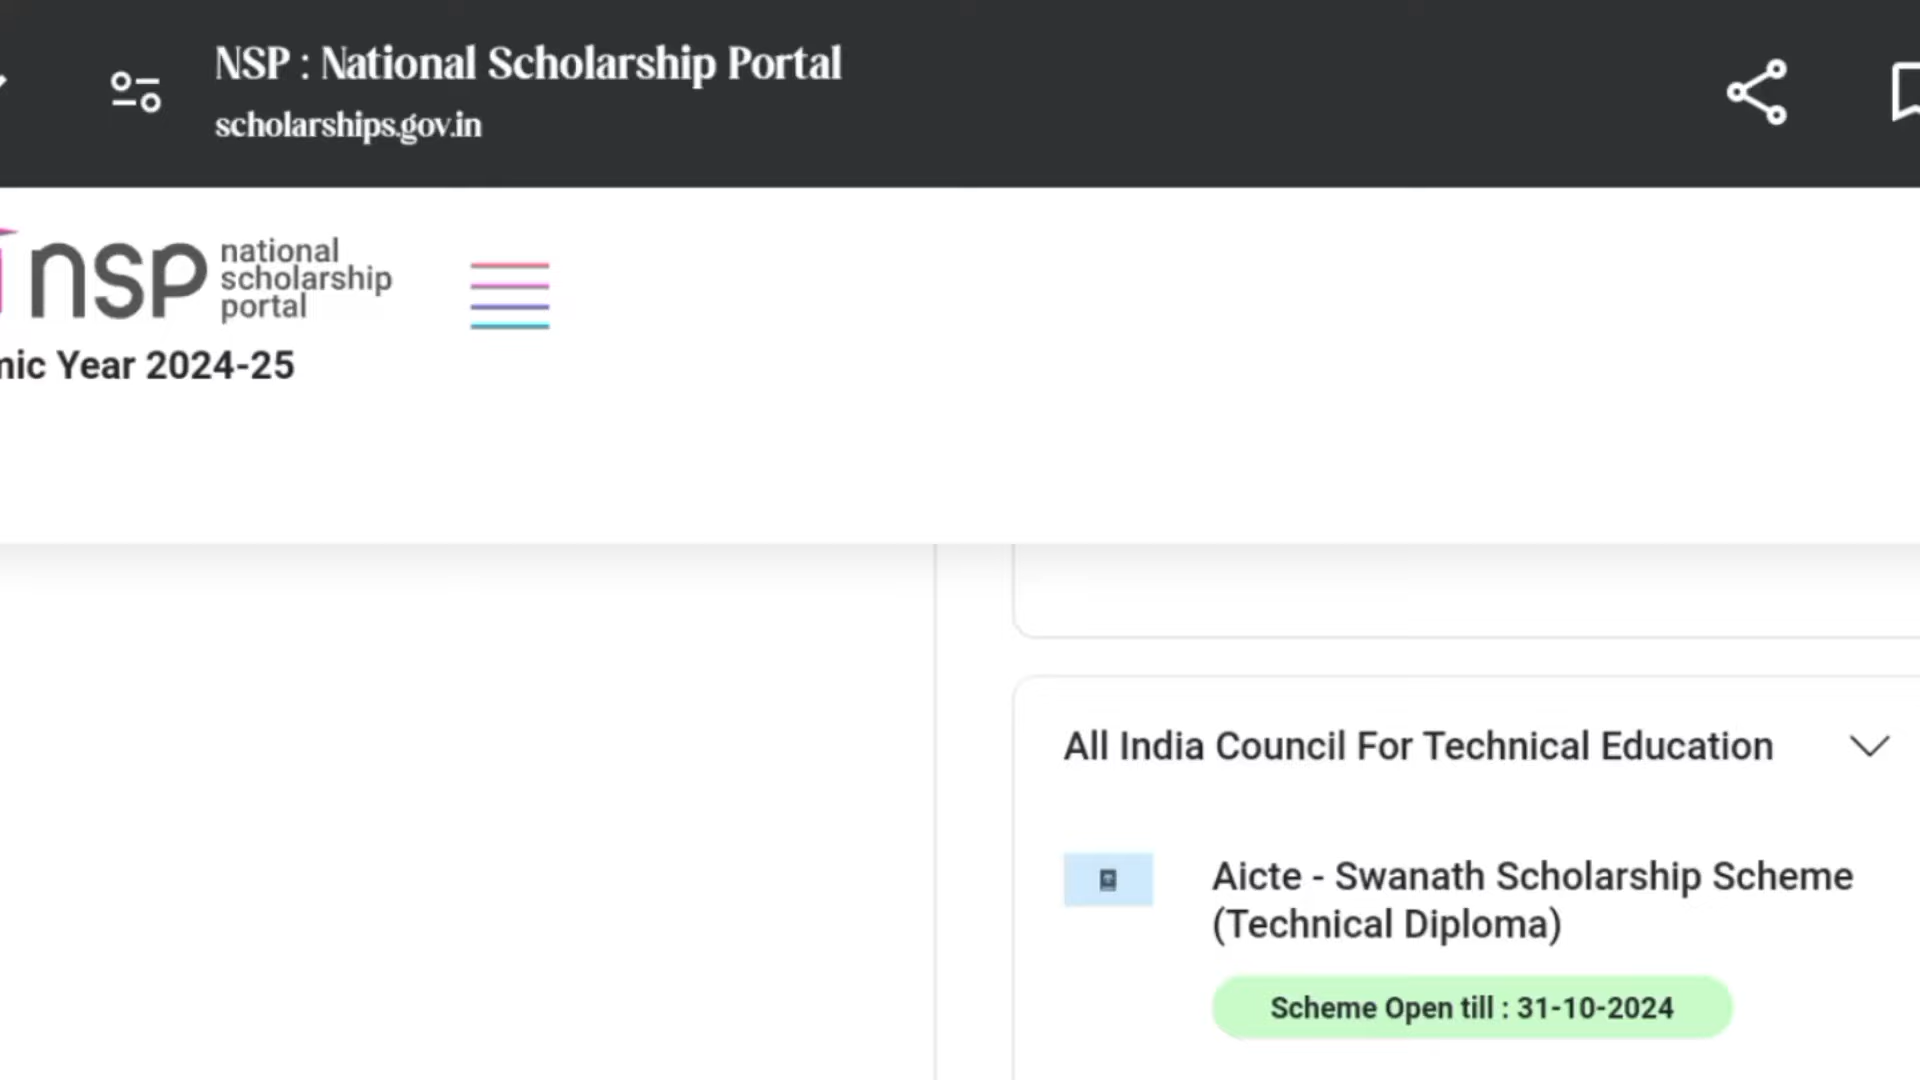 NSP : National Scholarship Portal
scholarships.gov.in
nsp
national
scholarship
portal
mic Year 2024-25
All India Council For Technical Education
Aicte - Swanath Scholarship Scheme
(Technical Diploma)
Scheme Open till : 31-10-2024